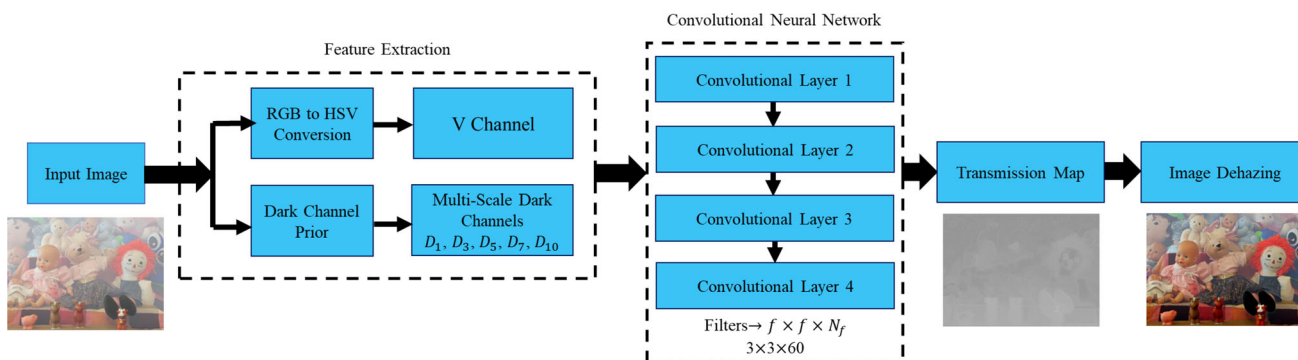 Convolutional Neural Network
Feature Extraction
Input Image
RGB to HSV
Conversion
V Channel
Dark Channel
Prior
Multi-Scale Dark
Channels
D₁, D₃, D₅, D₇, D₁₀
Convolutional Layer 1
Convolutional Layer 2
Convolutional Layer 3
Convolutional Layer 4
Filters→ f × f × N_f
3×3×60
Transmission Map
Image Dehazing